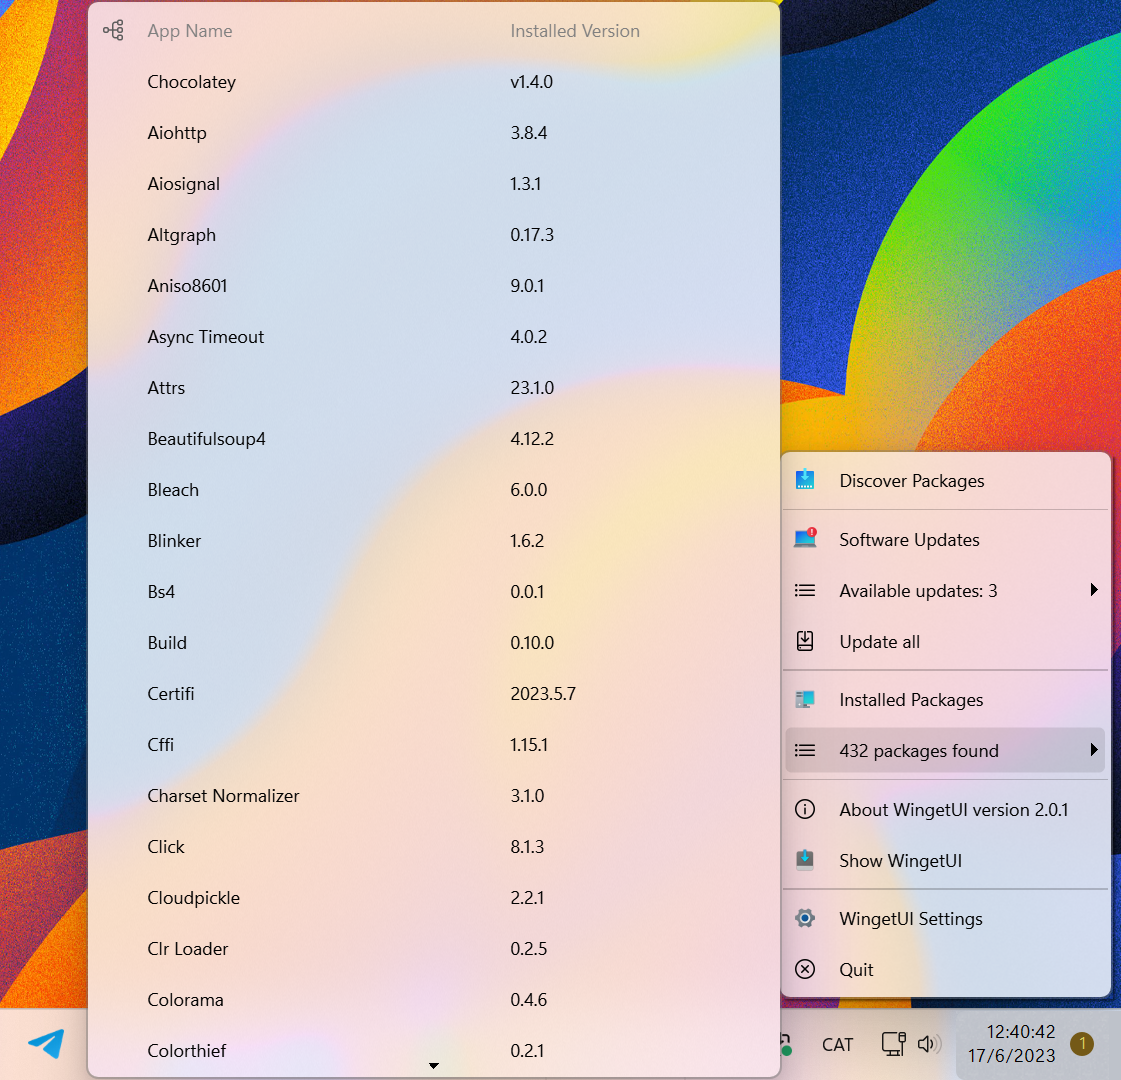 App Name Installed Version
Chocolatey v1.4.0
Aiohttp 3.8.4
Aiosignal 1.3.1
Altgraph 0.17.3
Aniso8601 9.0.1
Async Timeout 4.0.2
Attrs 23.1.0
Beautifulsoup4 4.12.2
Bleach 6.0.0
Blinker 1.6.2
Bs4 0.0.1
Build 0.10.0
Certifi 2023.5.7
Cffi 1.15.1
Charset Normalizer 3.1.0
Click 8.1.3
Cloudpickle 2.2.1
Clr Loader 0.2.5
Colorama 0.4.6
Colorthief 0.2.1
Discover Packages
Software Updates
Available updates: 3
Update all
Installed Packages
432 packages found
About WingetUI version 2.0.1
Show WingetUI
WingetUI Settings
Quit
CAT
12:40:42
17/6/2023
1